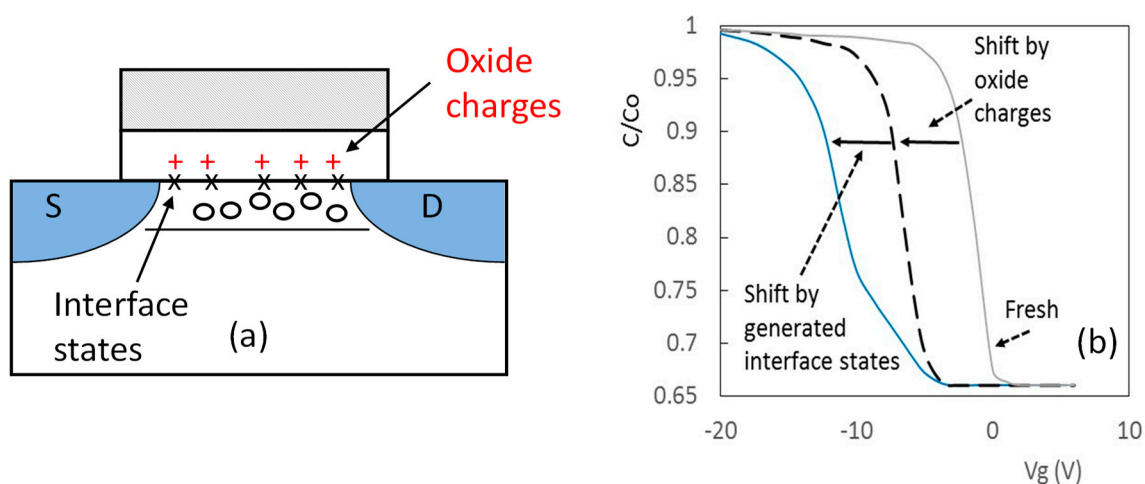 Oxide
charges
+ + + + +
x x x x x
S
D
Interface
states
(a)
C/Co
1
0.95
0.9
0.85
0.8
0.75
0.7
0.65
-20
-10
0
10
Vg (V)
Shift by
oxide
charges
Shift by
generated
interface states
Fresh
(b)